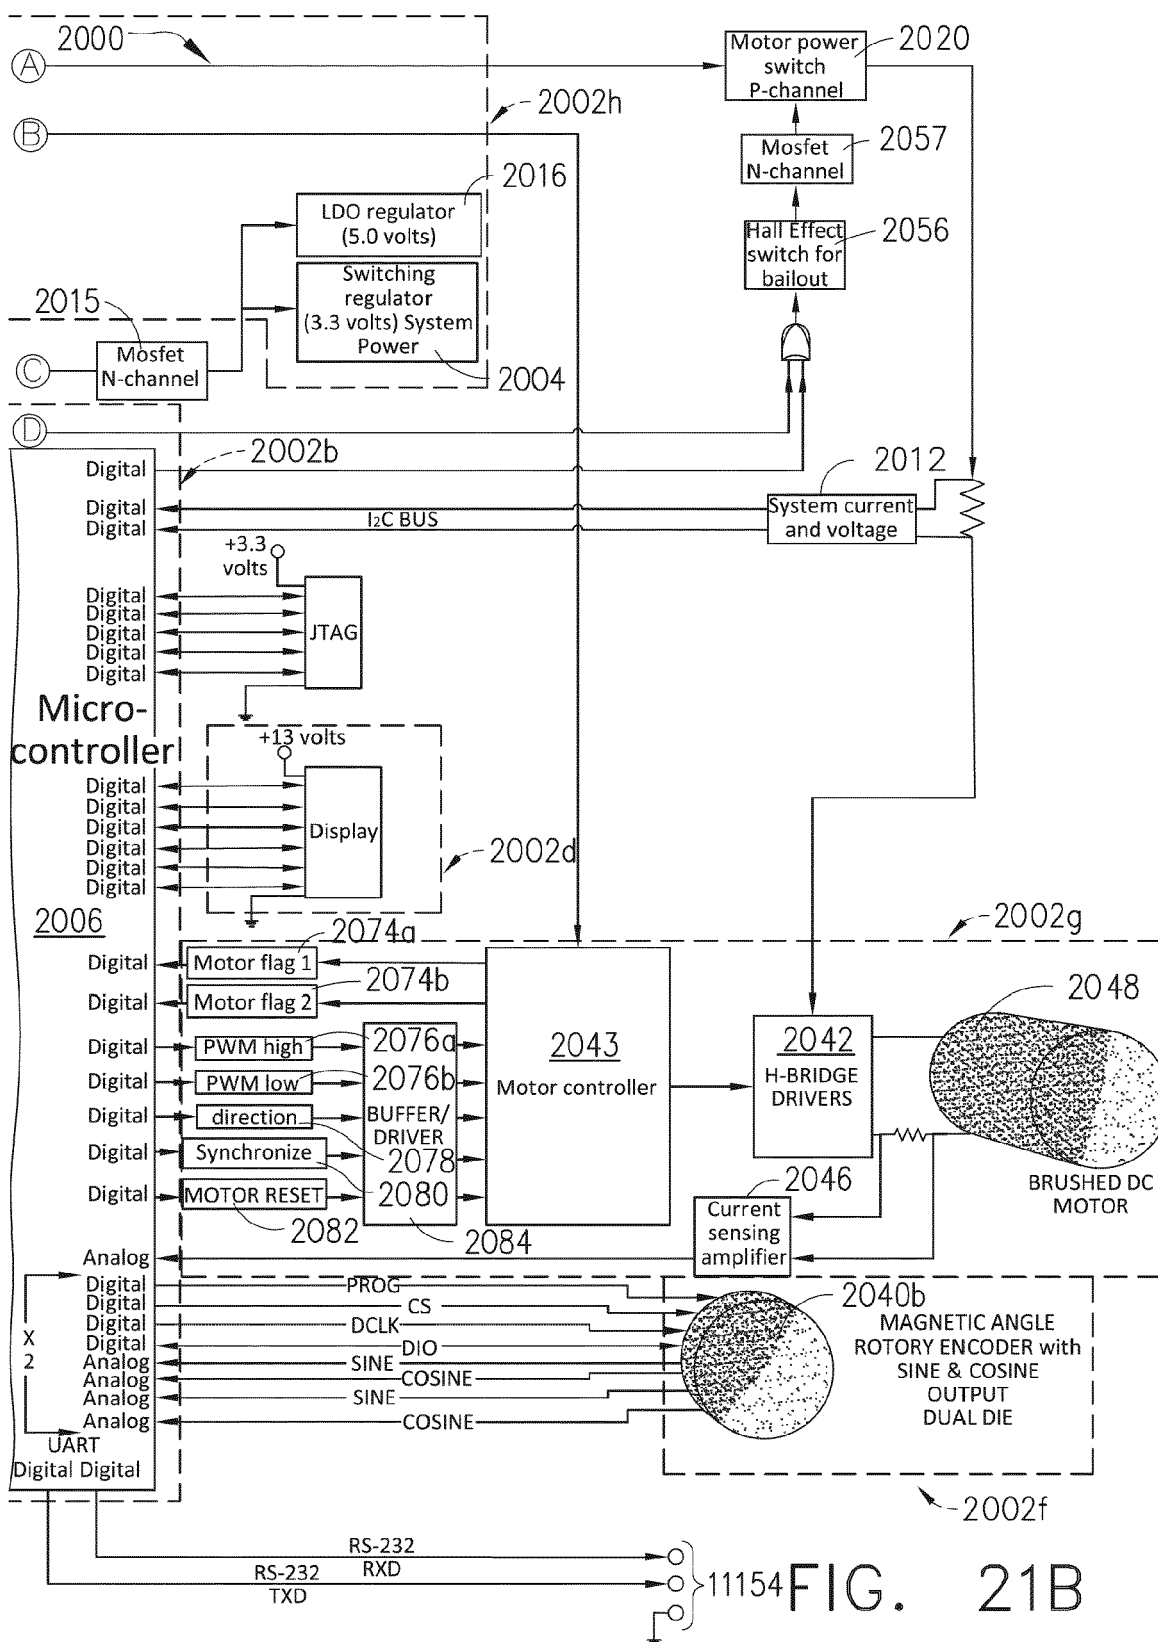 2000
A
Motor power
switch
P-channel
2020
2002h
B
Mosfet
N-channel
2057
2016
LDO regulator
(5.0 volts)
Hall Effect
switch for
bailout
2056
Switching
regulator
(3.3 volts) System
Power
2015
2004
C
Mosfet
N-channel
D
2002b
Digital
2012
Digital
Digital
I2C BUS
System current
and voltage
+3.3
volts
Digital
Digital
Digital
Digital
Digital
JTAG
Micro-
controller
+13 volts
Digital
Digital
Digital
Digital
Digital
Digital
Display
2002d
2006
2002g
2074a
Digital
Motor flag 1
2074b
Digital
Motor flag 2
2048
Digital
PWM high
2076a
2043
Motor controller
2042
H-BRIDGE
DRIVERS
Digital
PWM low
2076b
Digital
direction
BUFFER/
DRIVER
Digital
Synchronize
2078
Digital
MOTOR RESET
2080
2082
2084
2046
BRUSHED DC
MOTOR
Current
sensing
amplifier
Analog
Digital
PROG
Digital
CS
Digital
DCLK
Digital
DIO
Analog
SINE
Analog
COSINE
Analog
SINE
Analog
COSINE
X
2
2040b
MAGNETIC ANGLE
ROTORY ENCODER with
SINE & COSINE
OUTPUT
DUAL DIE
UART
Digital Digital
2002f
RS-232
RXD
RS-232
TXD
11154
FIG. 21B